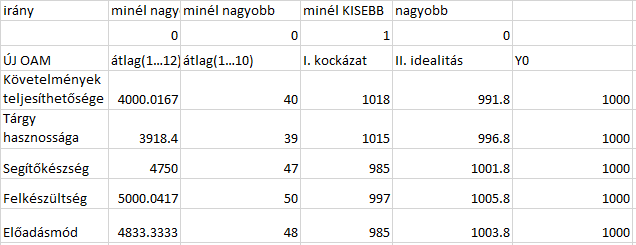 irány minél nagy minél nagyobb minél KISEBB nagyobb
0 0 1 0
ÚJ OAM átlag(1…12) átlag(1…10) I. kockázat II. idealitás Y0
Követelmények
teljesíthetősége 4000.0167 40 1018 991.8 1000
Tárgy
hasznossága 3918.4 39 1015 996.8 1000
Segítőkészség 4750 47 985 1001.8 1000
Felkészültség 5000.0417 50 997 1005.8 1000
Előadásmód 4833.3333 48 985 1003.8 1000